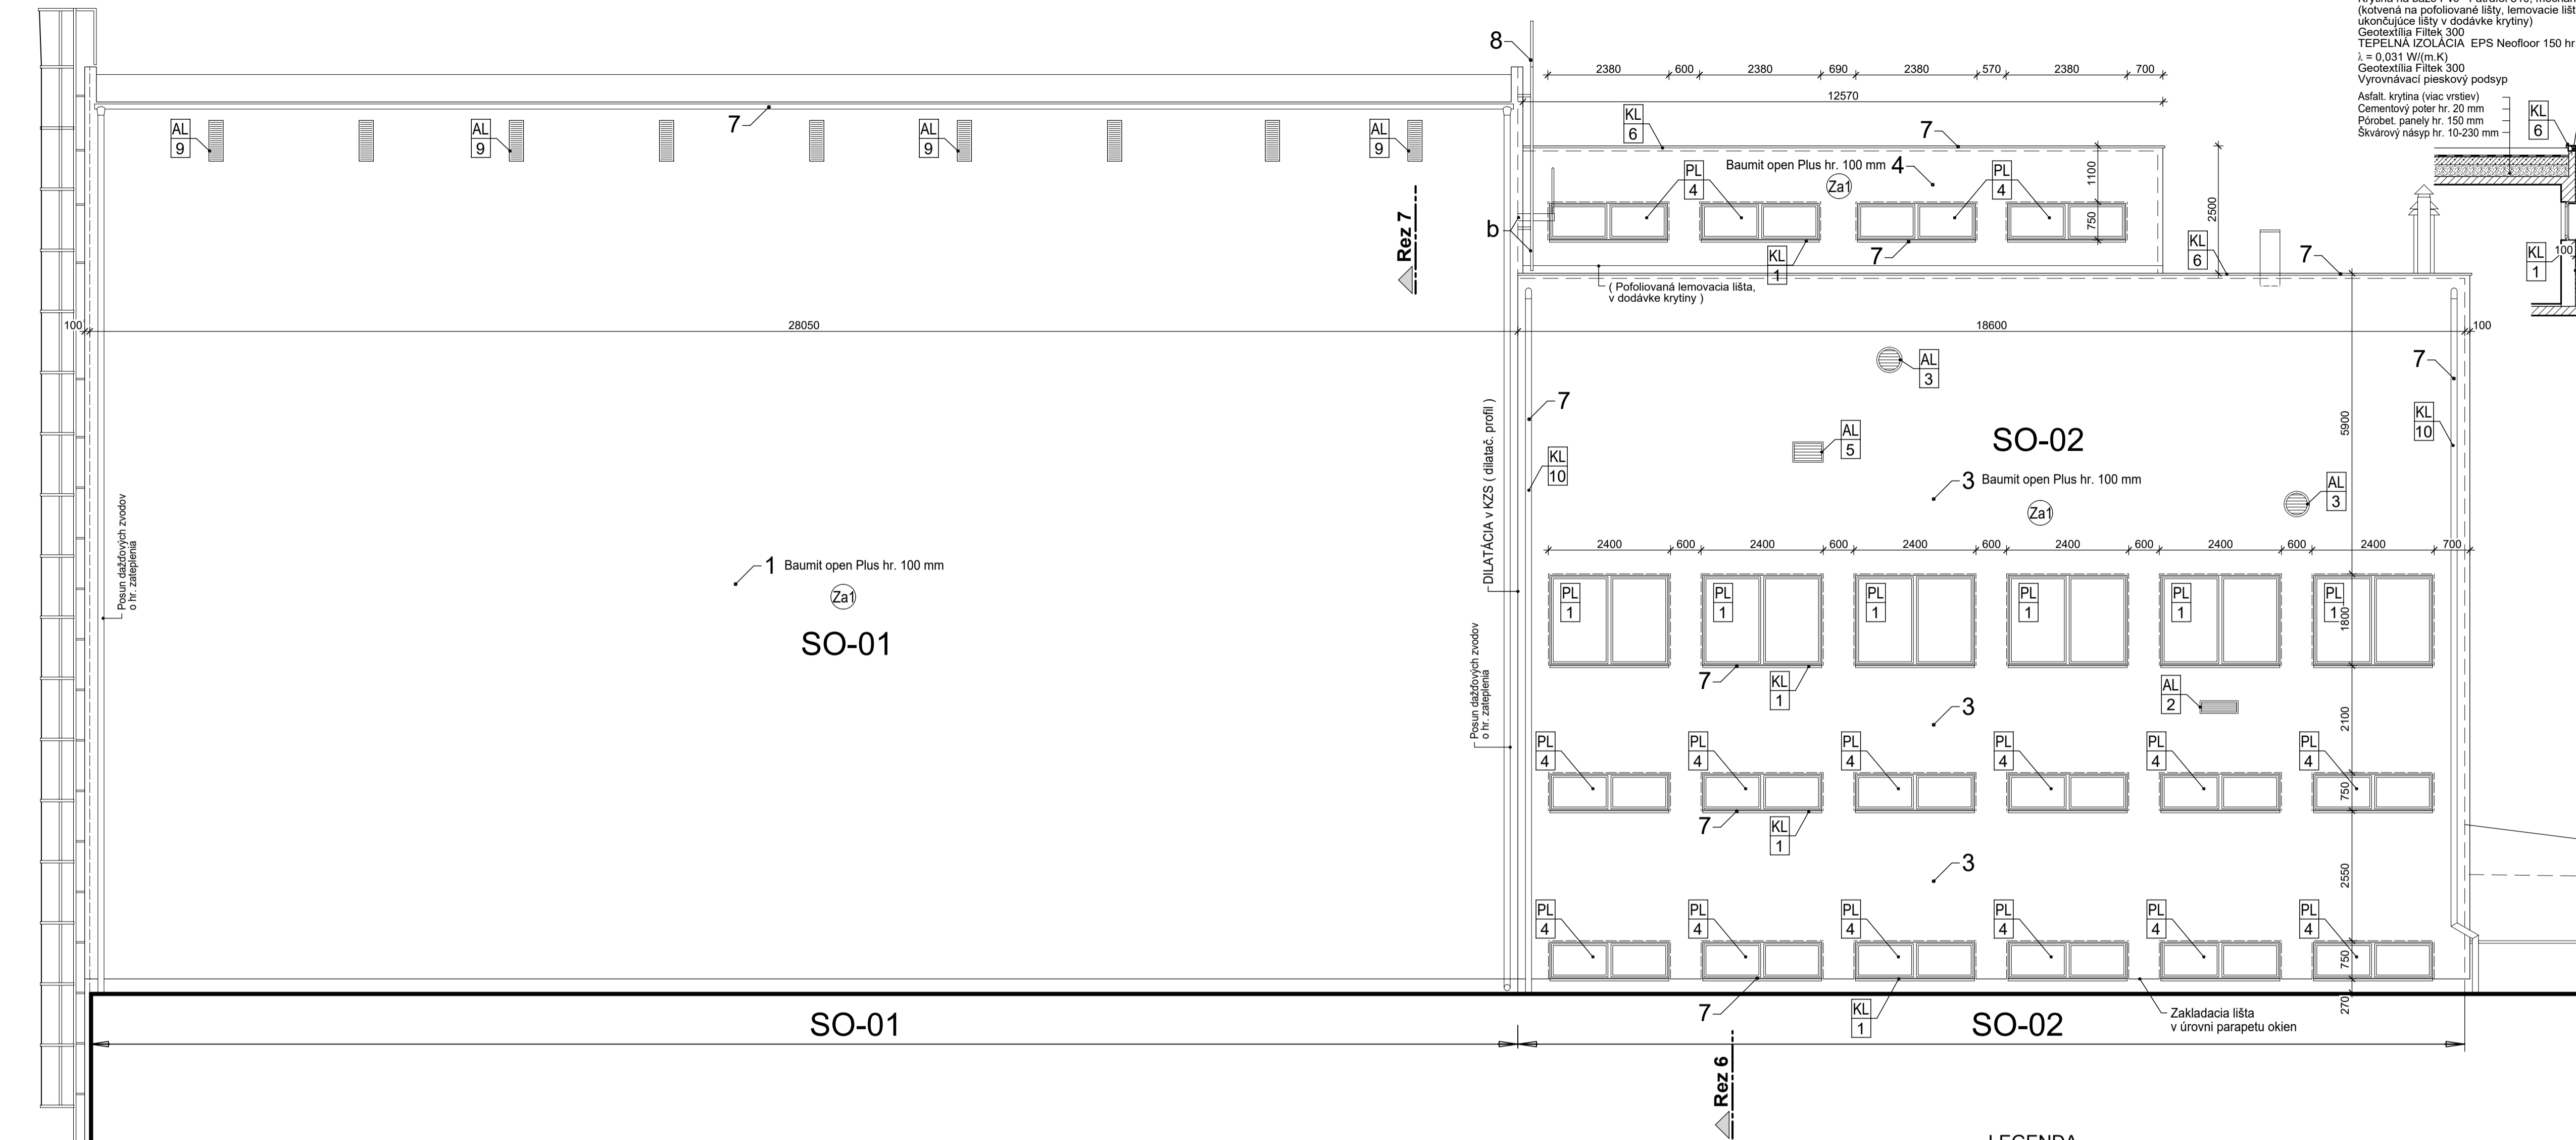 (kotvená na pofoliované lišty, lemovacie
ukončujúce lišty v dodávke krytiny)
Geotextília Filtek 300
TEPELNÁ IZOLÁCIA EPS Neofloor 150 hr.
λ = 0,031 W/(m.K)
Geotextília Filtek 300
Vyrovnávací pieskový podsyp
Asfalt. krytina (viac vrstiev)
Cementový poter hr. 20 mm
Pórobet. panely hr. 150 mm
Škvárový násyp hr. 10-230 mm
KL
6
KL
1
100
8
2380 600 2380 690 2380 570 2380 700
12570
KL
6
7
7
AL
9
AL
9
AL
9
AL
9
Baumit open Plus hr. 100 mm 4
Za1
PL
4
PL
4
1100
750
2500
Rez 7
b
KL
1
7
KL
6
7
( Pofoliovaná lemovacia lišta,
v dodávke krytiny )
100 28050 18600 100
AL
3
7
7
KL
10
AL
5
SO-02
5900
KL
10
3 Baumit open Plus hr. 100 mm
Za1
AL
3
DILATÁCIA v KZS ( dilatač. profil )
Posun dažďových zvodov
o hr. zateplenia
1 Baumit open Plus hr. 100 mm
Za1
SO-01
2400 600 2400 600 2400 600 2400 600 2400 600 2400 700
PL
1
PL
1
PL
1
PL
1
PL
1
PL
1
1800
Posun dažďových zvodov
o hr. zateplenia
7
KL
1
AL
2
3
2100
PL
4
PL
4
PL
4
PL
4
PL
4
PL
4
750
7
KL
1
3
2550
PL
4
PL
4
PL
4
PL
4
PL
4
PL
4
750
270
7
KL
1
Zakladacia lišta
v úrovni parapetu okien
SO-01
SO-02
Rez 6
LEGENDA